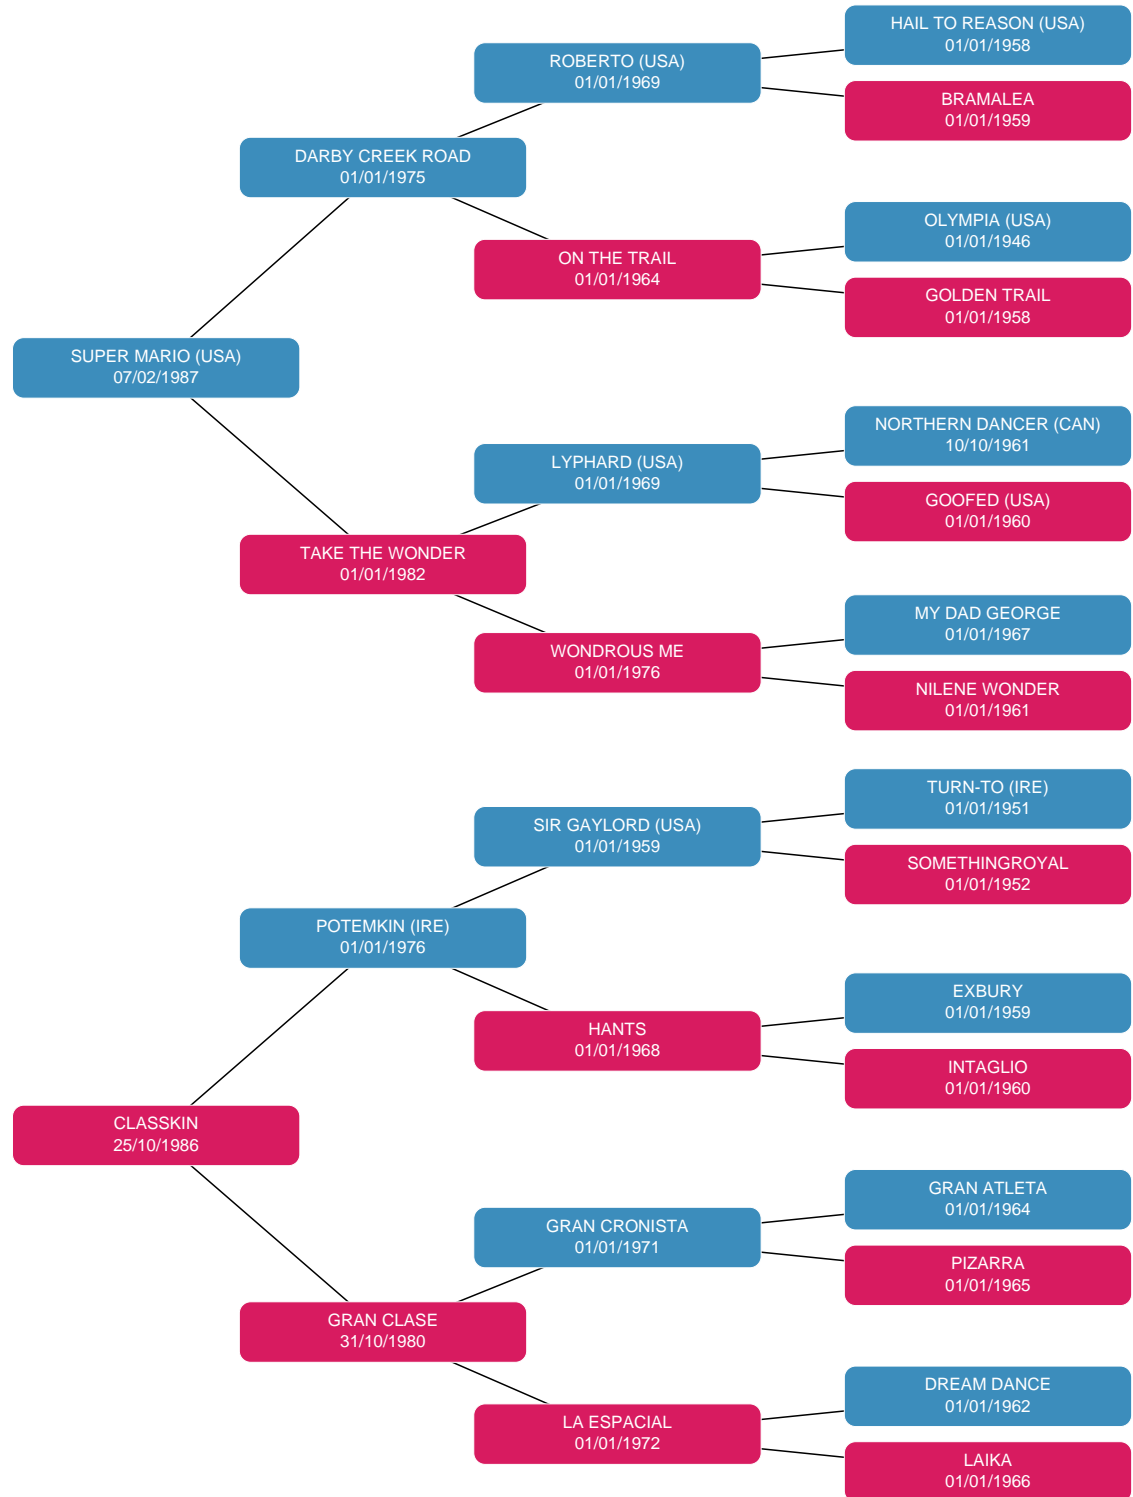 HAIL TO REASON (USA)
01/01/1958
ROBERTO (USA)
01/01/1969
BRAMALEA
01/01/1959
DARBY CREEK ROAD
01/01/1975
OLYMPIA (USA)
01/01/1946
ON THE TRAIL
01/01/1964
GOLDEN TRAIL
01/01/1958
SUPER MARIO (USA)
07/02/1987
NORTHERN DANCER (CAN)
10/10/1961
LYPHARD (USA)
01/01/1969
GOOFED (USA)
01/01/1960
TAKE THE WONDER
01/01/1982
MY DAD GEORGE
01/01/1967
WONDROUS ME
01/01/1976
NILENE WONDER
01/01/1961
TURN-TO (IRE)
01/01/1951
SIR GAYLORD (USA)
01/01/1959
SOMETHINGROYAL
01/01/1952
POTEMKIN (IRE)
01/01/1976
EXBURY
01/01/1959
HANTS
01/01/1968
INTAGLIO
01/01/1960
CLASSKIN
25/10/1986
GRAN ATLETA
01/01/1964
GRAN CRONISTA
01/01/1971
PIZARRA
01/01/1965
GRAN CLASE
31/10/1980
DREAM DANCE
01/01/1962
LA ESPACIAL
01/01/1972
LAIKA
01/01/1966